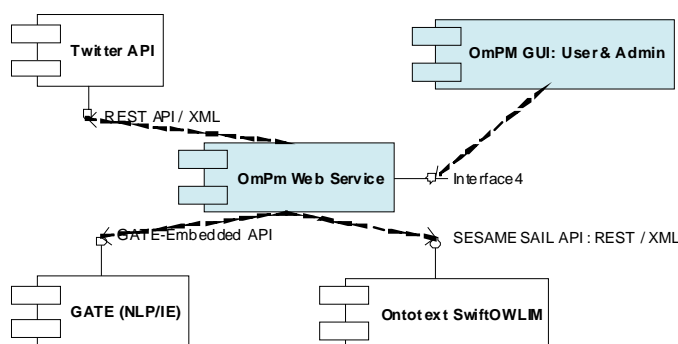 Twitter API
OmPM GUI: User & Admin
REST API / XML
OmPm Web Service
Interface4
GATE-Embedded API
SESAME SAIL API : REST / XML
GATE (NLP/IE)
Ontotext SwiftOWLIM